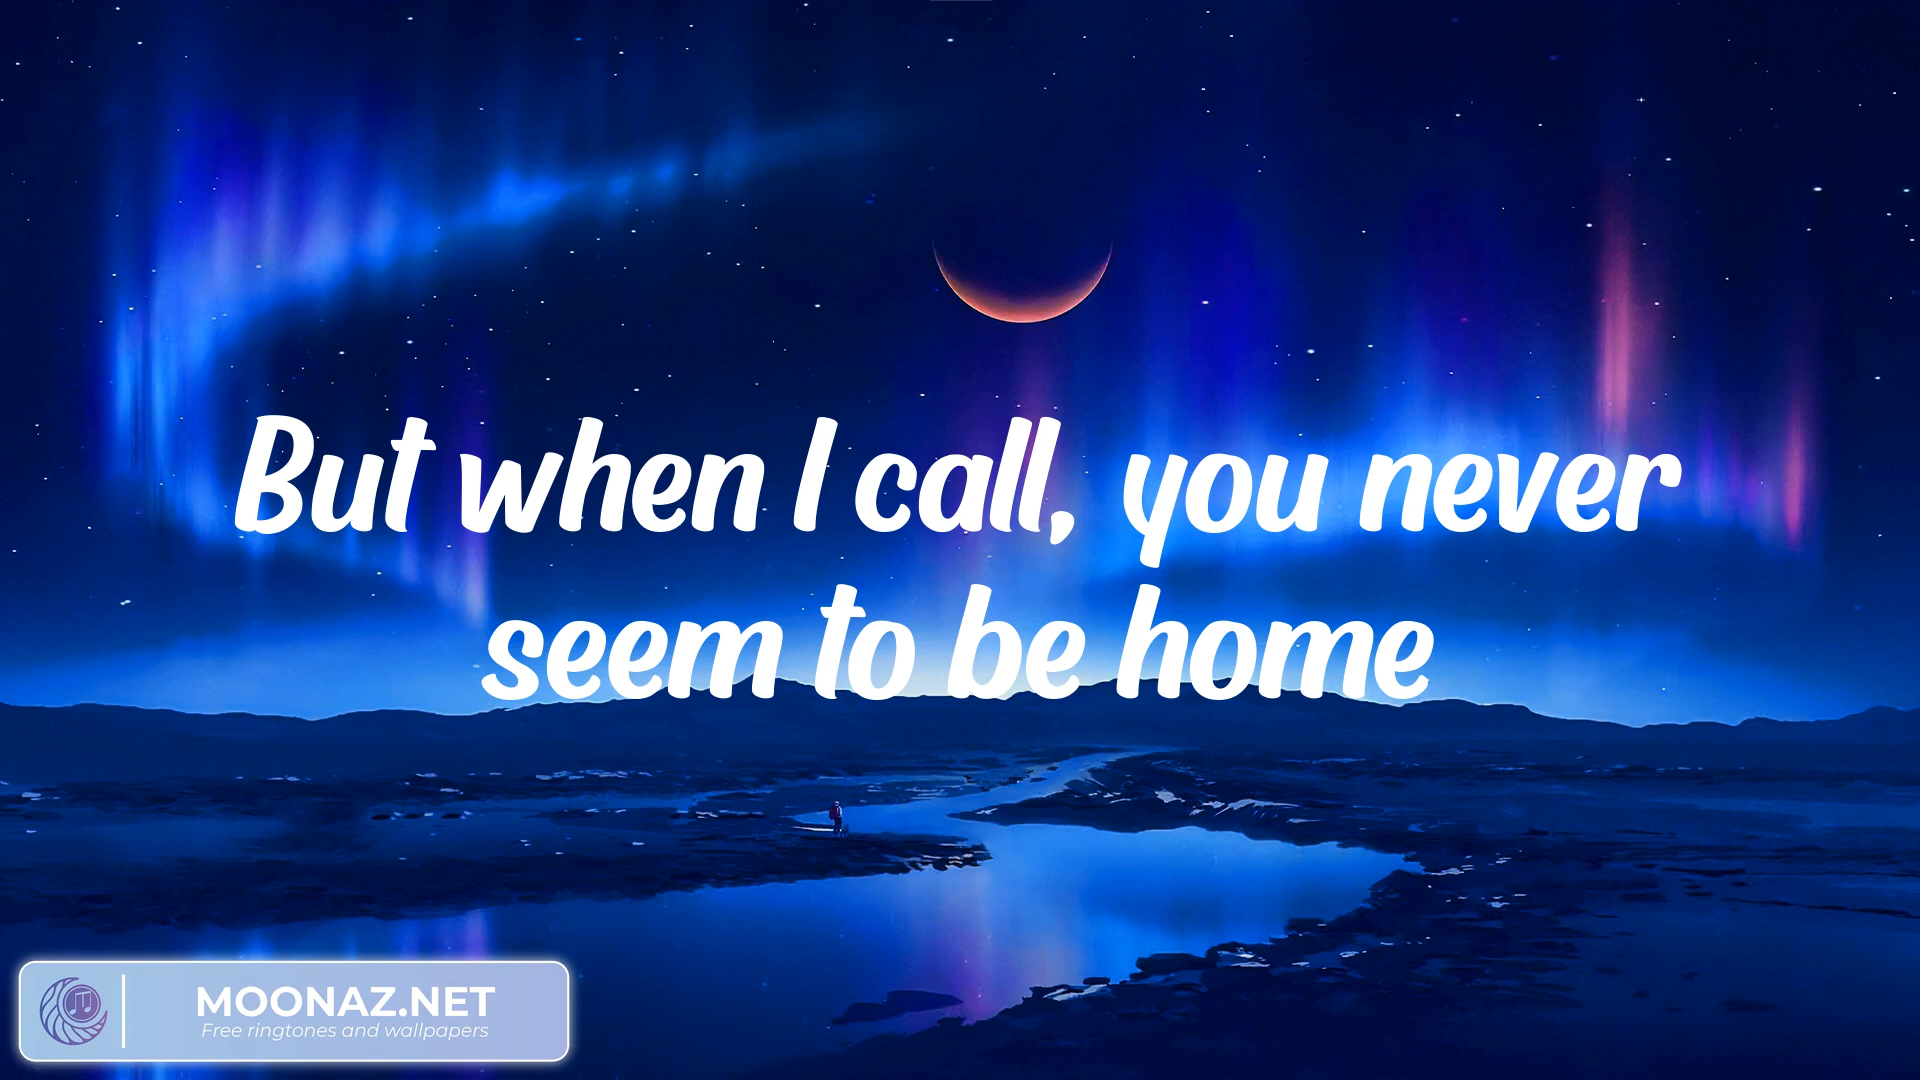 But when I call, you never
seem to be home
MOONAZ.NET
Free ringtones and wallpapers